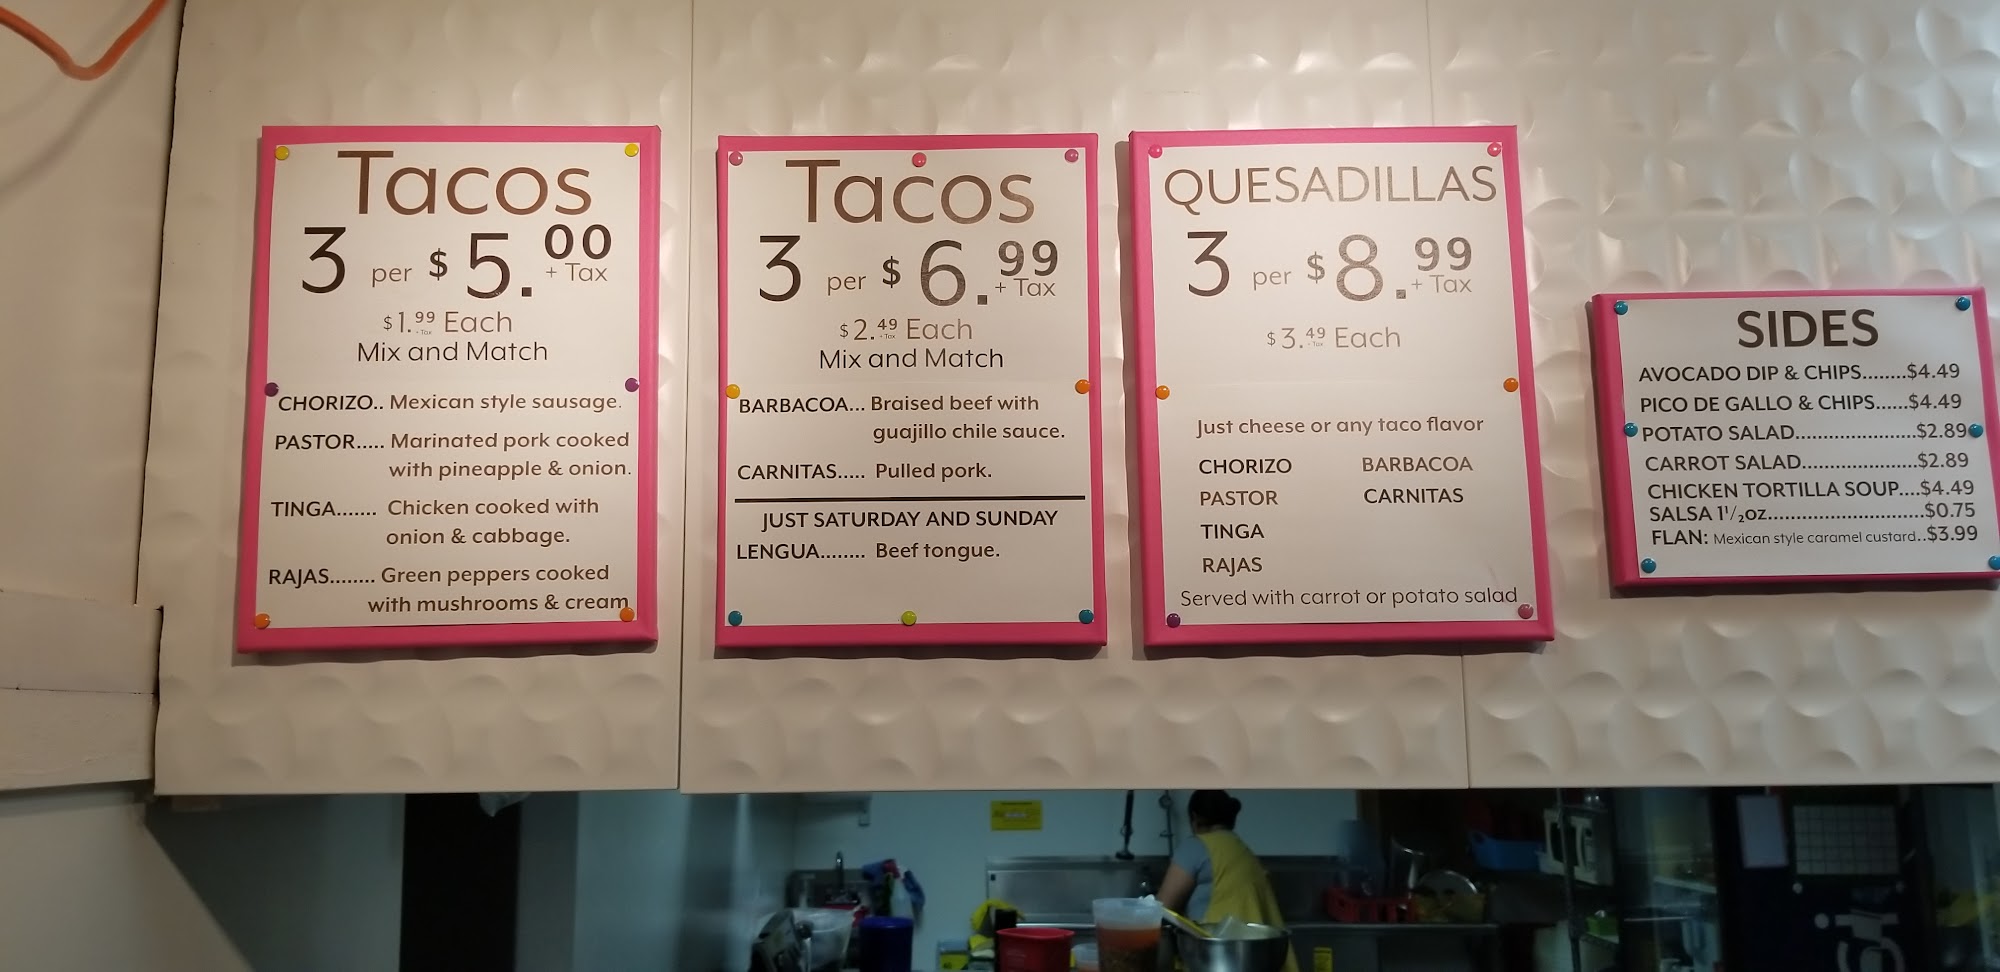 Tacos
3 per $5.00 + Tax
$1.99 + Tax Each
Mix and Match
CHORIZO.. Mexican style sausage.
PASTOR..... Marinated pork cooked
with pineapple & onion.
TINGA....... Chicken cooked with
onion & cabbage.
RAJAS........ Green peppers cooked
with mushrooms & cream
Tacos
3 per $6.99 + Tax
$2.49 + Tax Each
Mix and Match
BARBACOA... Braised beef with
guajillo chile sauce.
CARNITAS..... Pulled pork.
JUST SATURDAY AND SUNDAY
LENGUA........ Beef tongue.
QUESADILLAS
3 per $8.99 + Tax
$3.49 + Tax Each
Just cheese or any taco flavor
CHORIZO BARBACOA
PASTOR CARNITAS
TINGA
RAJAS
Served with carrot or potato salad
SIDES
AVOCADO DIP & CHIPS........$4.49
PICO DE GALLO & CHIPS......$4.49
POTATO SALAD.....................$2.89
CARROT SALAD....................$2.89
CHICKEN TORTILLA SOUP....$4.49
SALSA 1 1/2oz...........................$0.75
FLAN: Mexican style caramel custard..$3.99